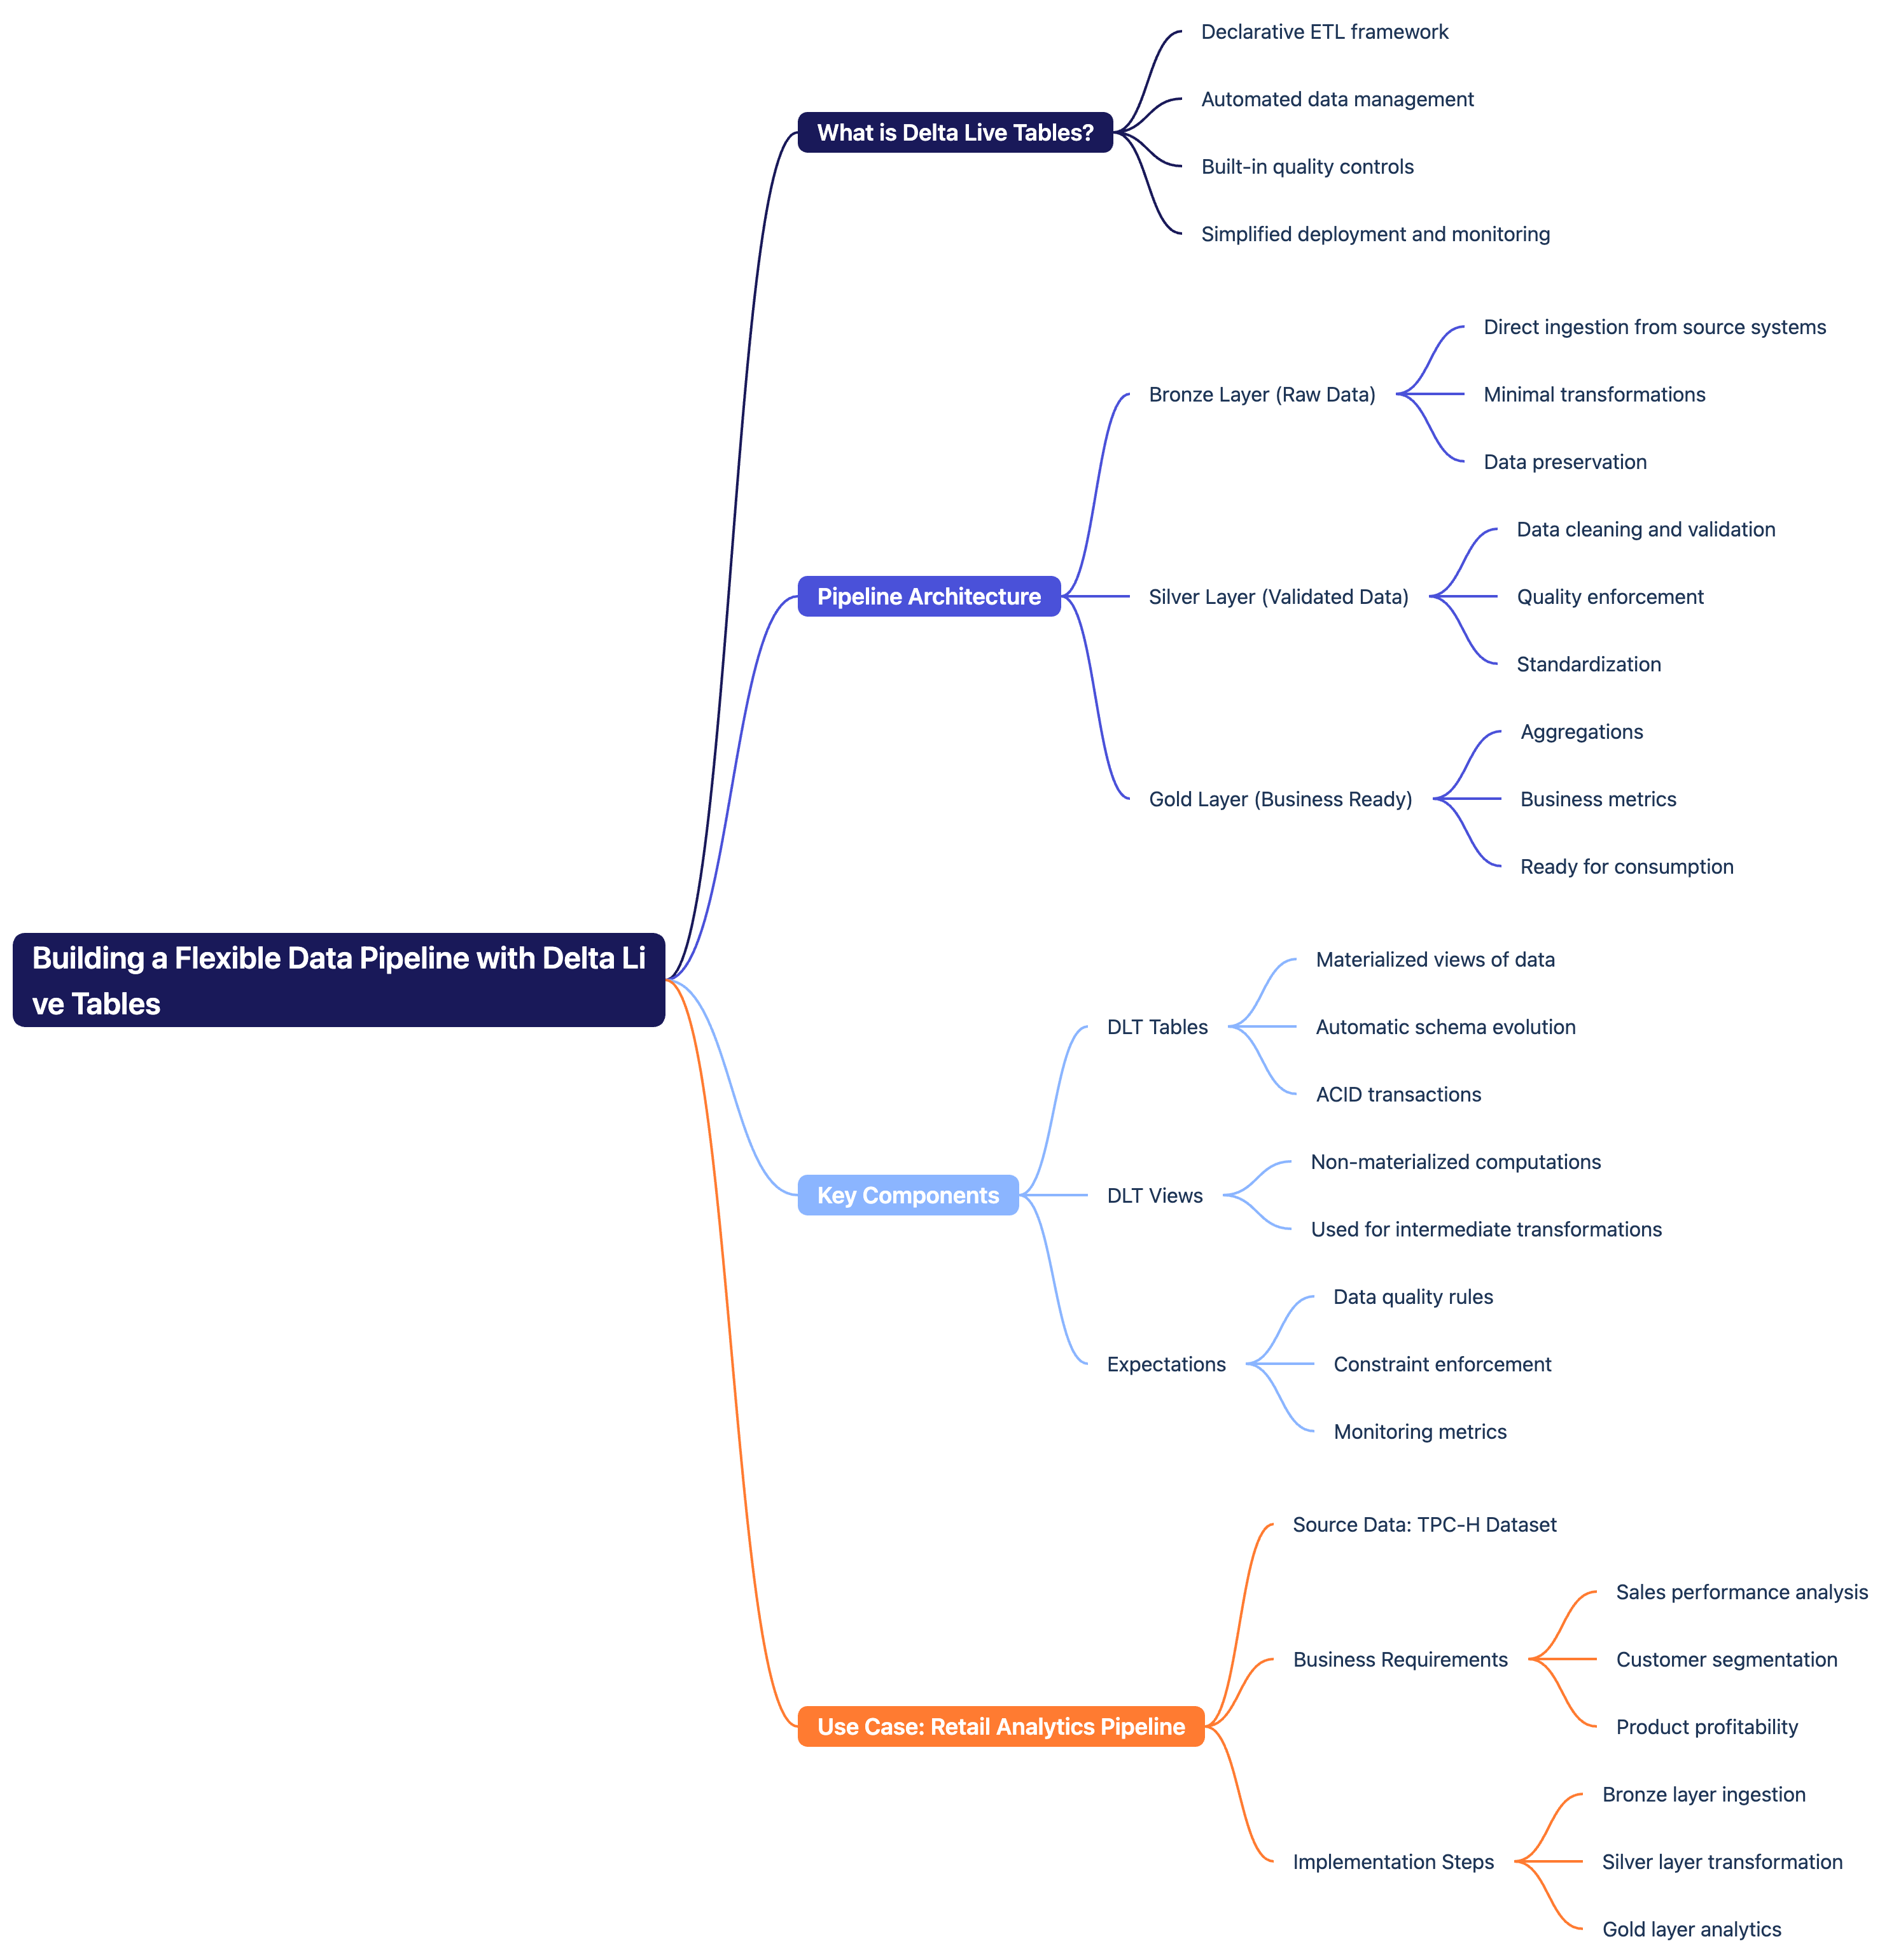 Building a Flexible Data Pipeline with Delta Li
ve Tables
What is Delta Live Tables?
Declarative ETL framework
Automated data management
Built-in quality controls
Simplified deployment and monitoring
Pipeline Architecture
Bronze Layer (Raw Data)
Direct ingestion from source systems
Minimal transformations
Data preservation
Silver Layer (Validated Data)
Data cleaning and validation
Quality enforcement
Standardization
Gold Layer (Business Ready)
Aggregations
Business metrics
Ready for consumption
Key Components
DLT Tables
Materialized views of data
Automatic schema evolution
ACID transactions
DLT Views
Non-materialized computations
Used for intermediate transformations
Expectations
Data quality rules
Constraint enforcement
Monitoring metrics
Use Case: Retail Analytics Pipeline
Source Data: TPC-H Dataset
Business Requirements
Sales performance analysis
Customer segmentation
Product profitability
Implementation Steps
Bronze layer ingestion
Silver layer transformation
Gold layer analytics